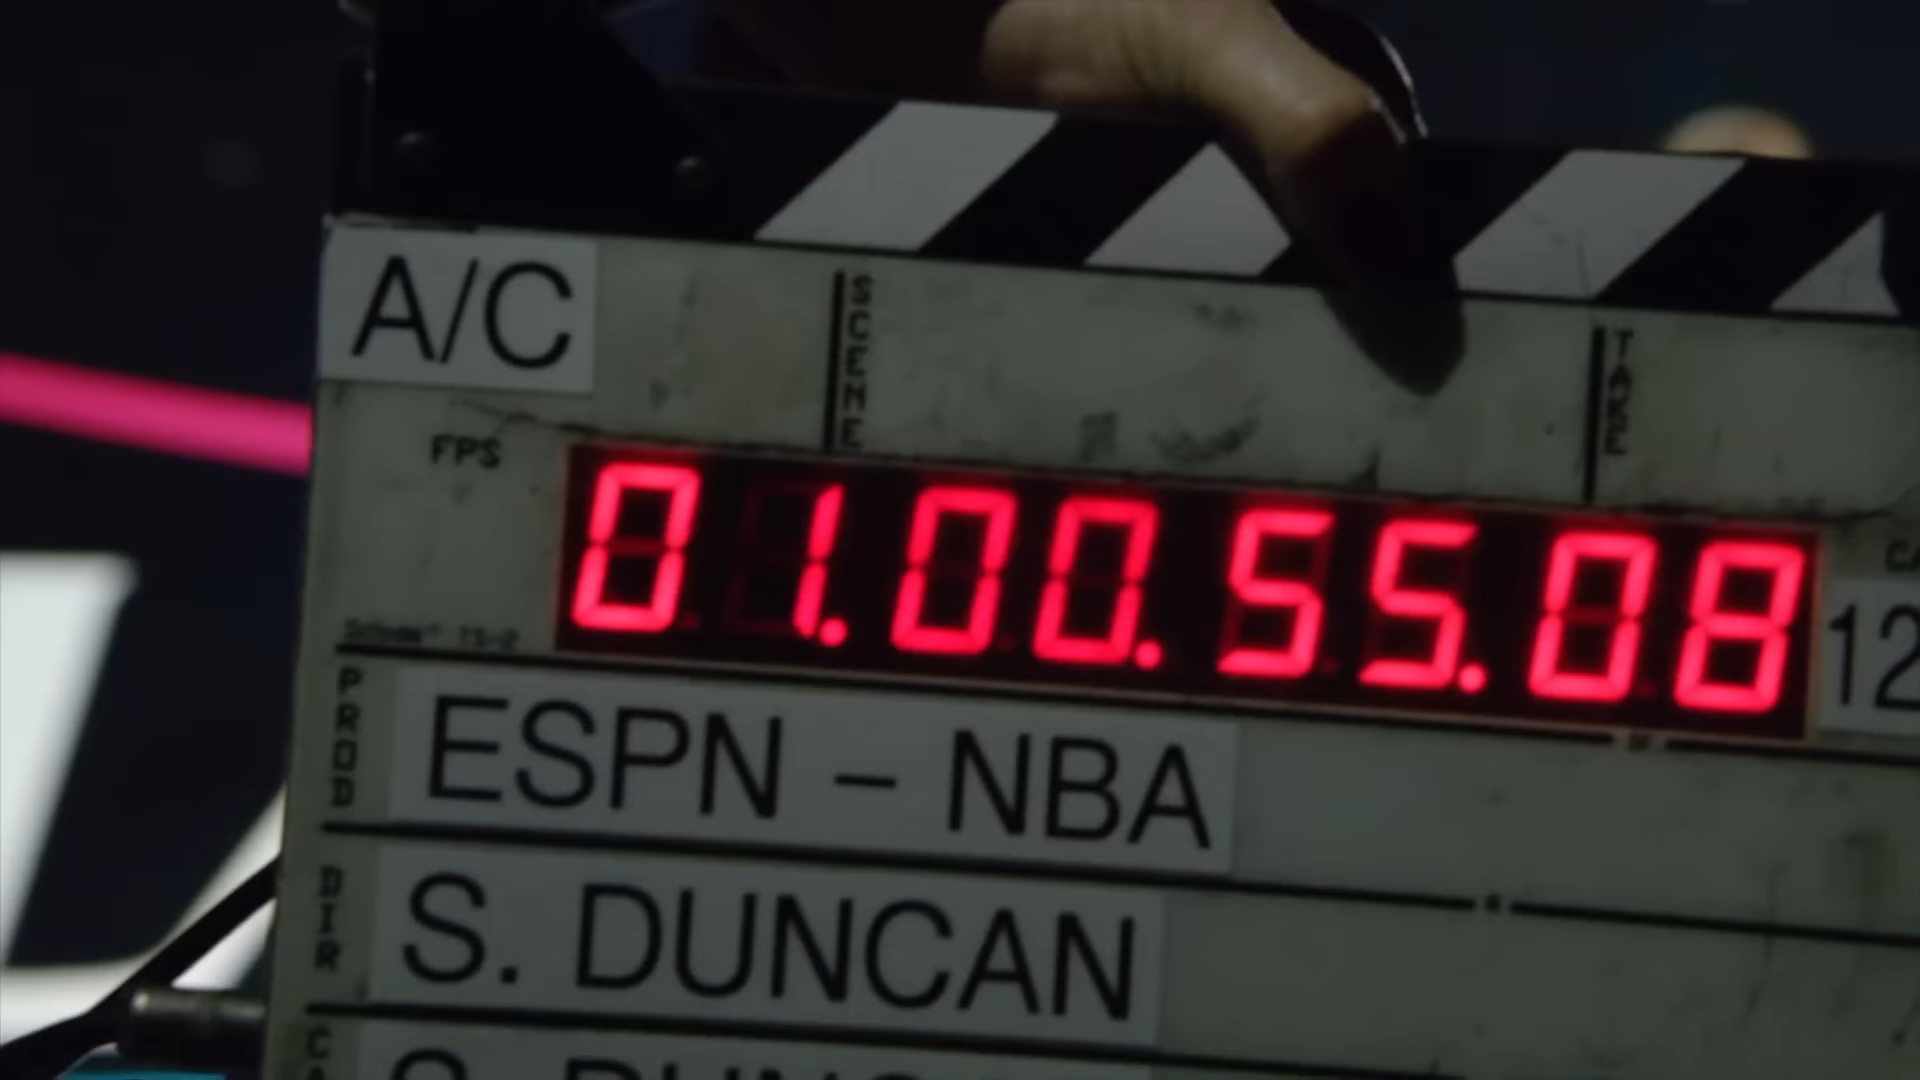 A/C
SCENE
TAKE
FPS
01.00.55.08
12
PROD
ESPN – NBA
DIR
S. DUNCAN